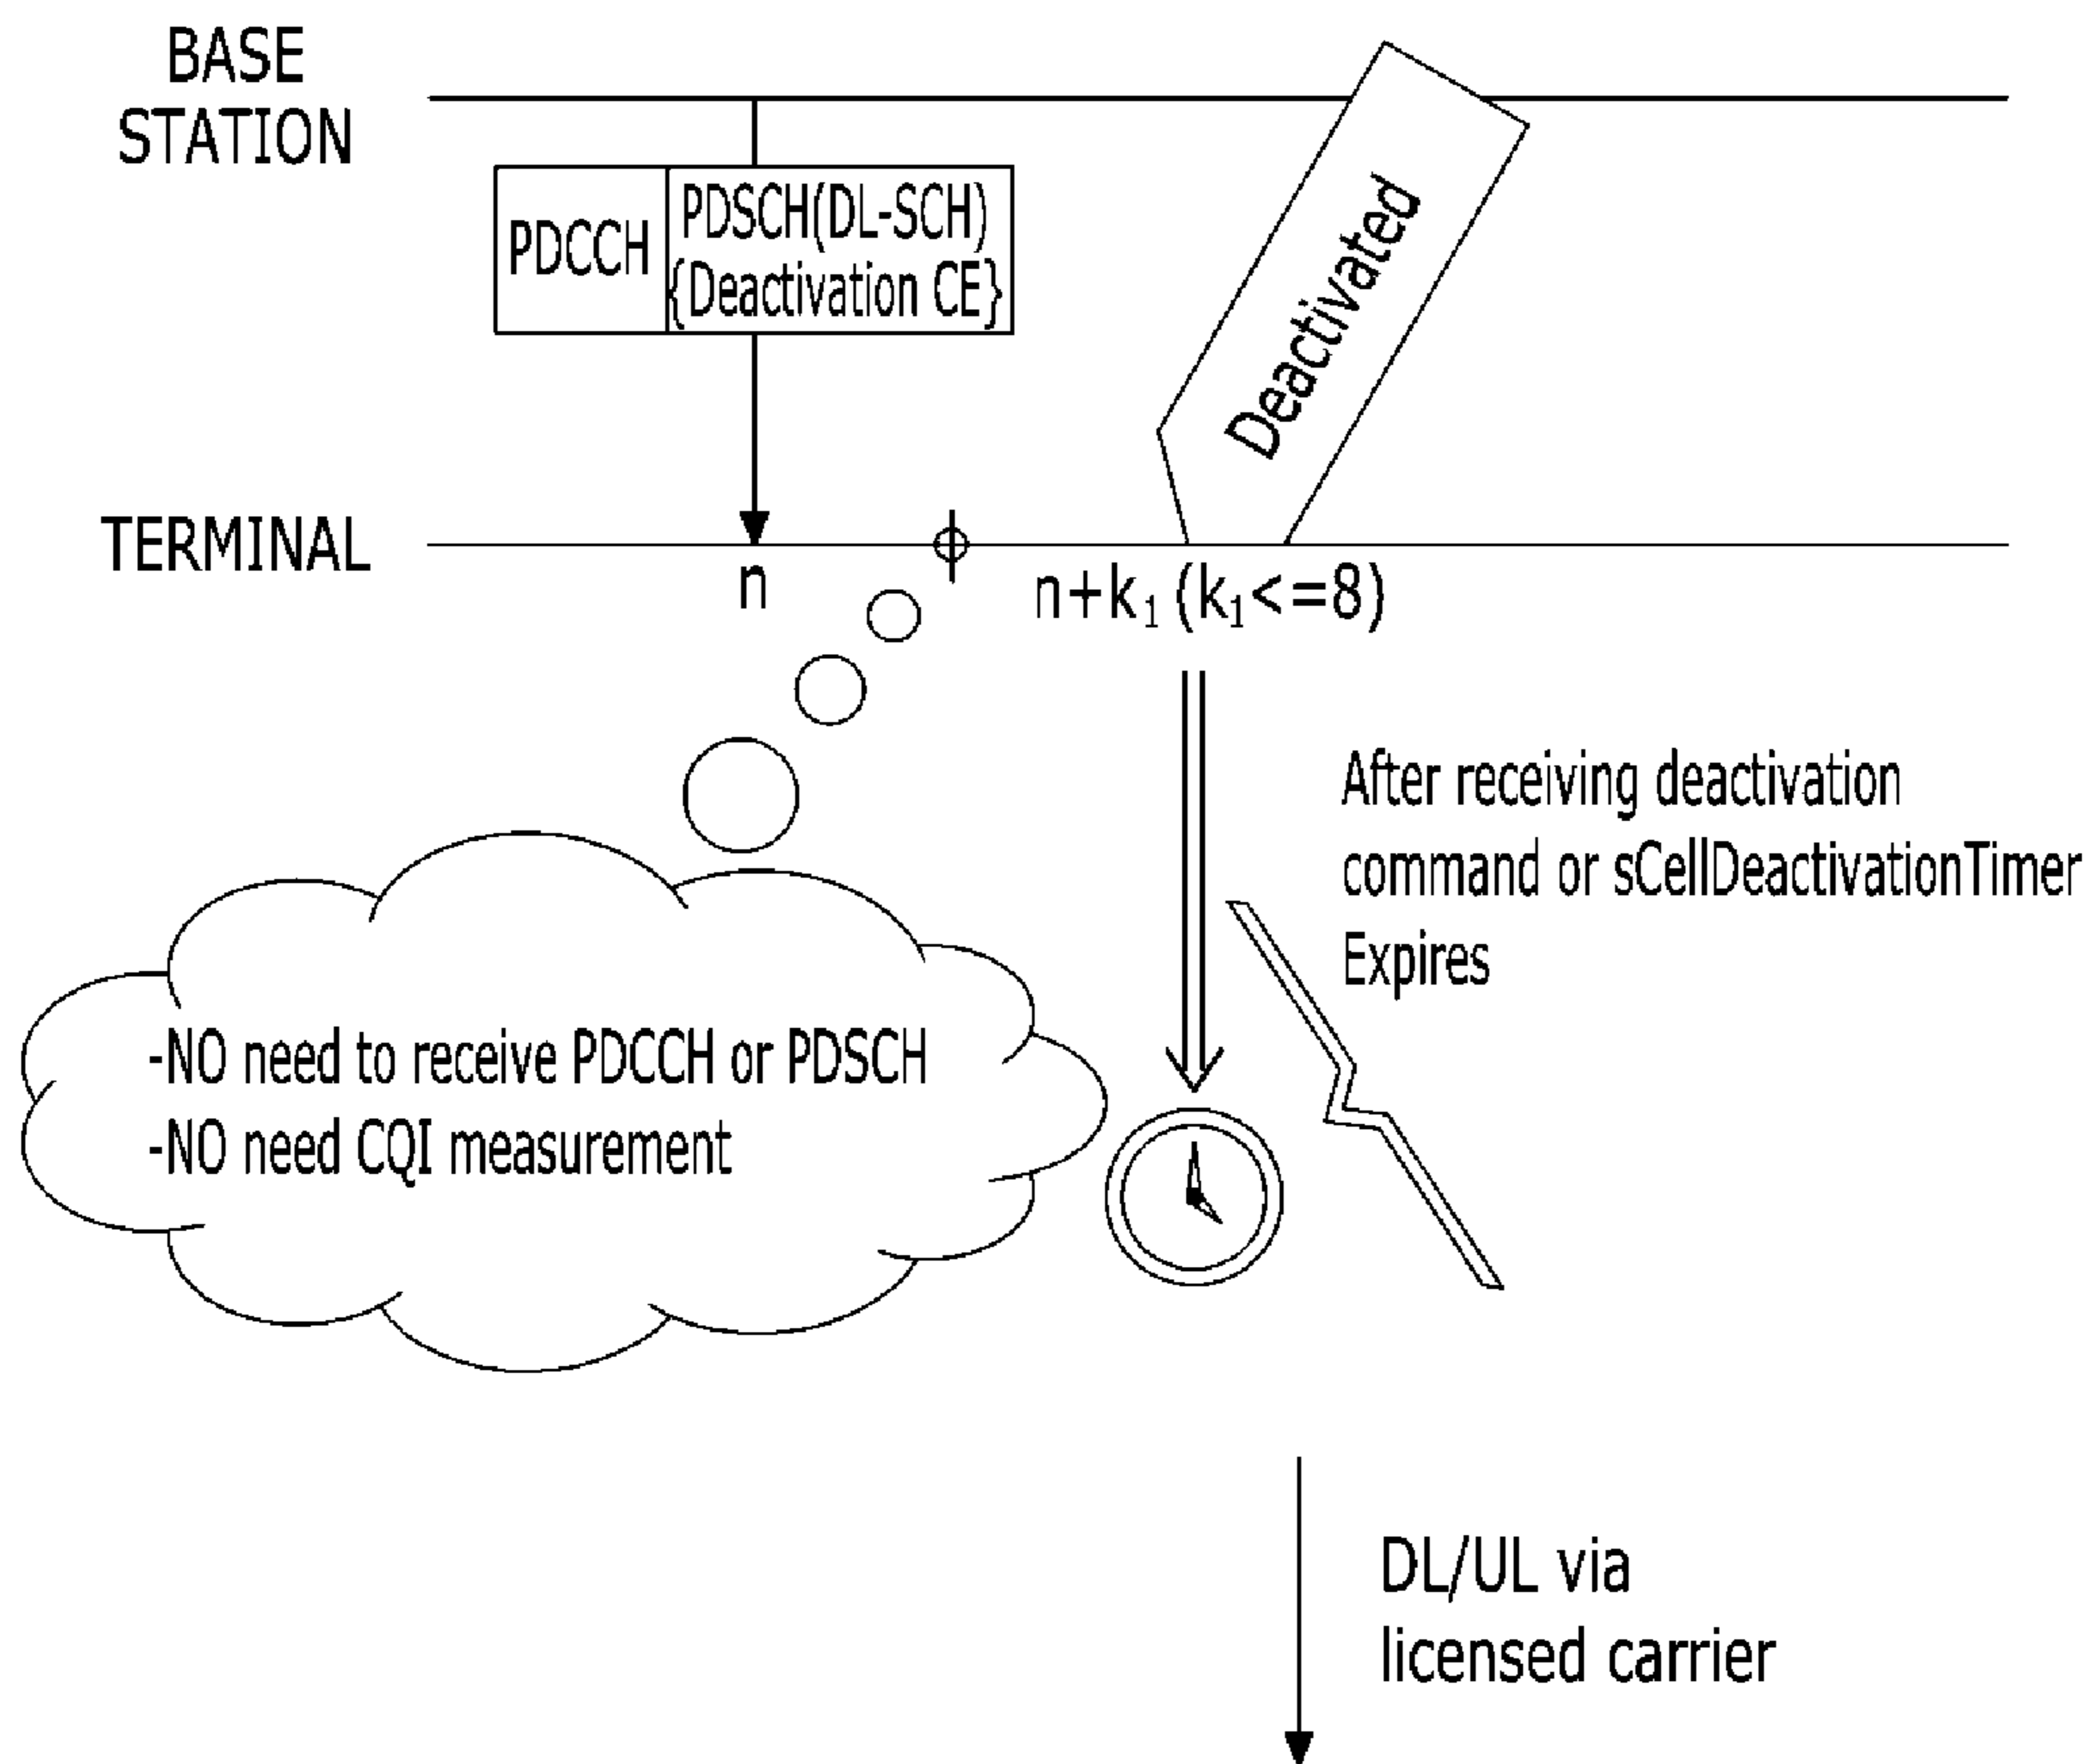 BASE
STATION
PDCCH
PDSCH(DL-SCH)
{Deactivation CE}
Deactivated
TERMINAL
n
n+k₁ (k₁<=8)
After receiving deactivation
command or sCellDeactivationTimer
Expires
-NO need to receive PDCCH or PDSCH
-NO need CQI measurement
DL/UL via
licensed carrier